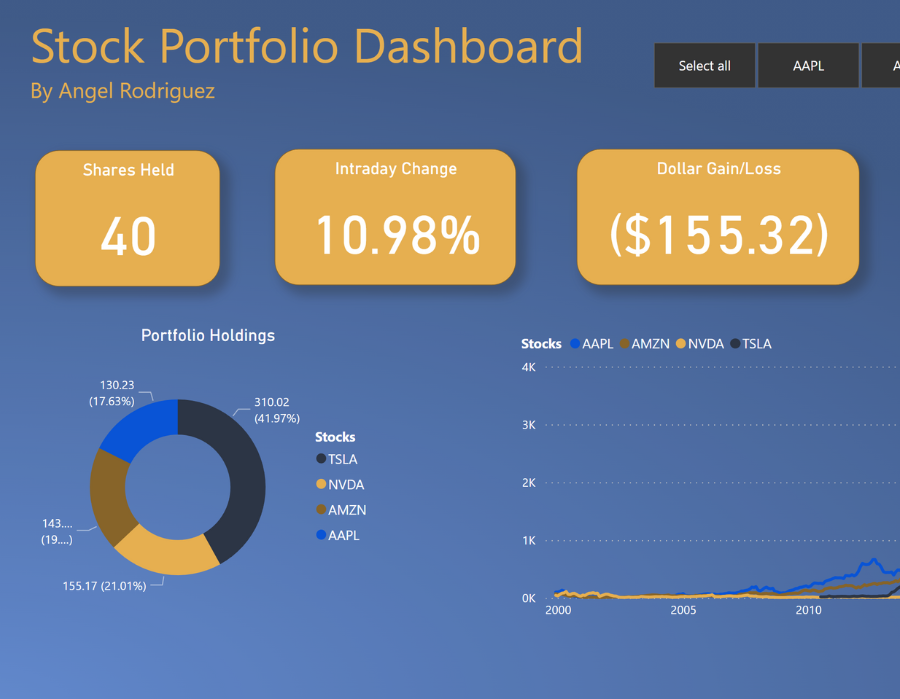 Stock Portfolio Dashboard
By Angel Rodriguez
Select all
AAPL
A
Shares Held
40
Intraday Change
10.98%
Dollar Gain/Loss
($155.32)
Portfolio Holdings
130.23
(17.63%)
310.02
(41.97%)
143....
(19....)
155.17 (21.01%)
Stocks
TSLA
NVDA
AMZN
AAPL
Stocks AAPL AMZN NVDA TSLA
4K
3K
2K
1K
0K
2000 2005 2010